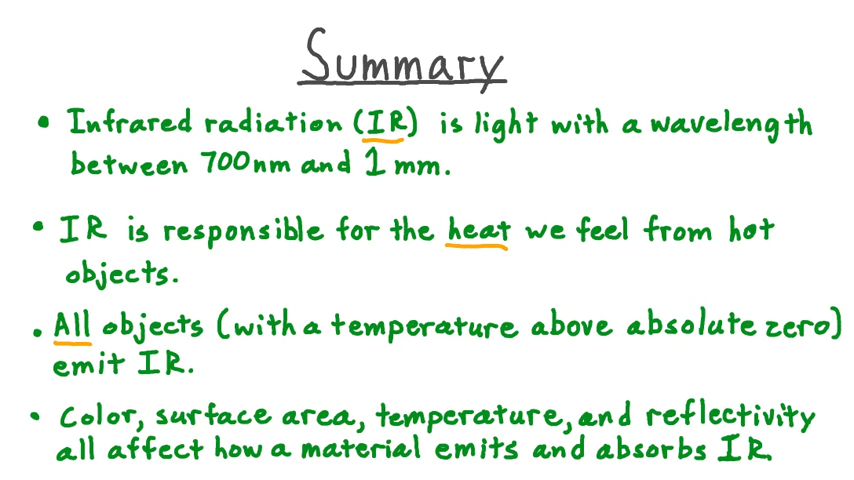 Summary
• Infrared radiation (IR) is light with a wavelength
between 700nm and 1 mm.
• IR is responsible for the heat we feel from hot
objects.
• All objects (with a temperature above absolute zero)
emit IR.
• Color, surface area, temperature, and reflectivity
all affect how a material emits and absorbs IR.